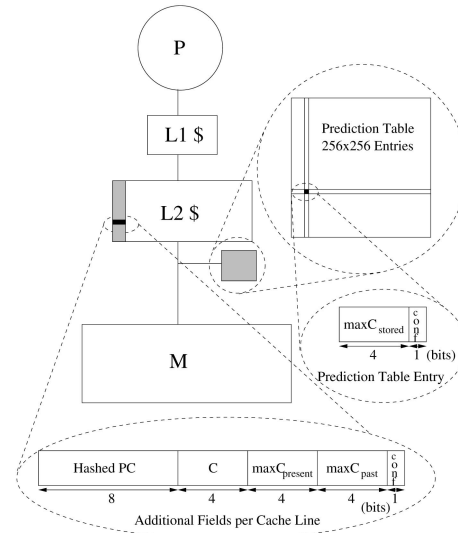 P
L1 $
Prediction Table
256x256 Entries
L2 $
maxC stored
conf
4
1 (bits)
Prediction Table Entry
M
Hashed PC
C
maxC present
maxC past
conf
8
4
4
4
1
(bits)
Additional Fields per Cache Line